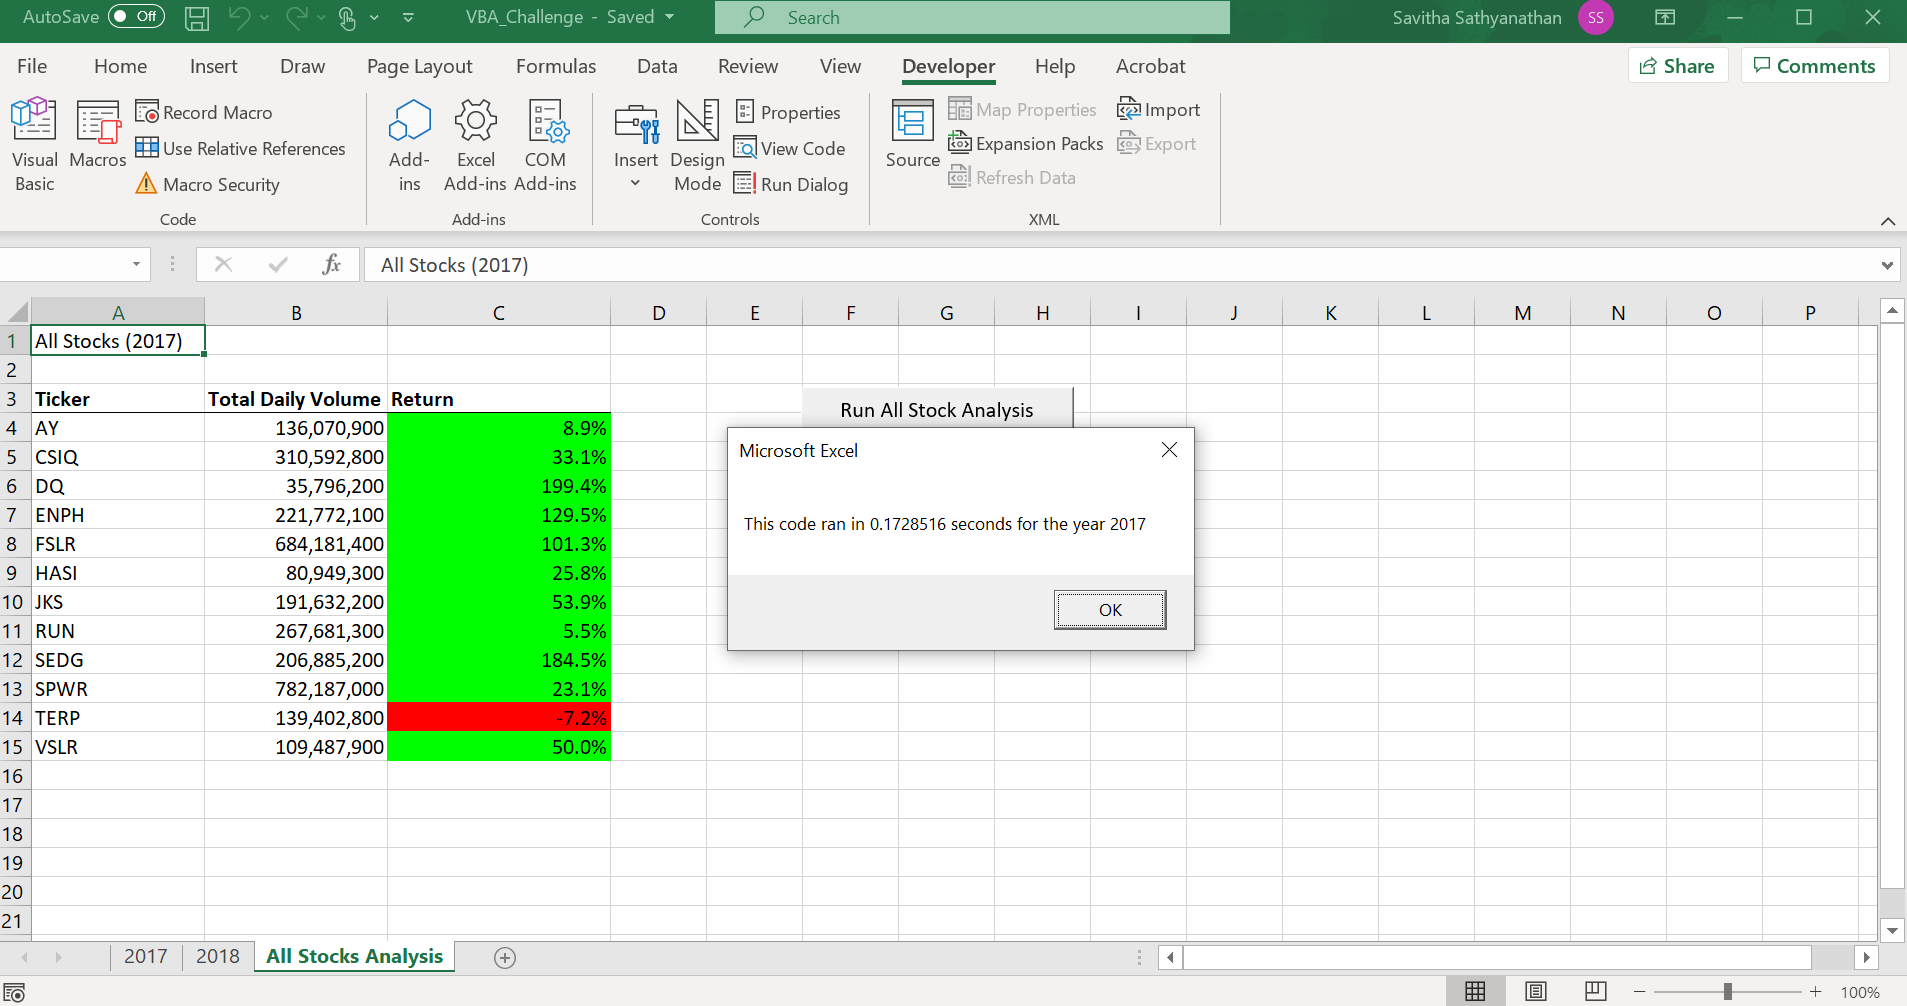 AutoSave Off VBA_Challenge - Saved Search Savitha Sathyanathan SS
File Home Insert Draw Page Layout Formulas Data Review View Developer Help Acrobat Share Comments
Visual Basic
Macros
Record Macro
Use Relative References
Macro Security
Code
Add-ins
Excel Add-ins
COM Add-ins
Add-ins
Insert
Design Mode
Properties
View Code
Run Dialog
Controls
Source
Map Properties
Expansion Packs
Refresh Data
Import
Export
XML
fx All Stocks (2017)
A B C D E F G H I J K L M N O P
1 All Stocks (2017)
2
3 Ticker Total Daily Volume Return
4 AY 136,070,900 8.9%
5 CSIQ 310,592,800 33.1%
6 DQ 35,796,200 199.4%
7 ENPH 221,772,100 129.5%
8 FSLR 684,181,400 101.3%
9 HASI 80,949,300 25.8%
10 JKS 191,632,200 53.9%
11 RUN 267,681,300 5.5%
12 SEDG 206,885,200 184.5%
13 SPWR 782,187,000 23.1%
14 TERP 139,402,800 -7.2%
15 VSLR 109,487,900 50.0%
16
17
18
19
20
21
Run All Stock Analysis
Microsoft Excel
This code ran in 0.1728516 seconds for the year 2017
OK
2017 2018 All Stocks Analysis
100%